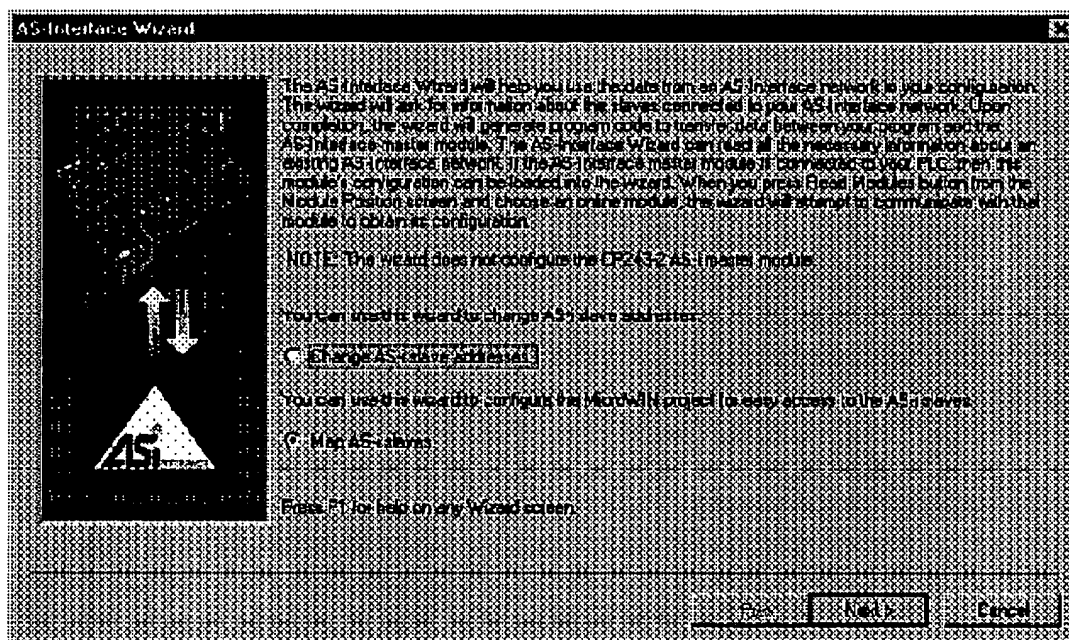 AS-Interface Wizard
The AS-Interface Wizard will help you use the data from an AS-Interface network in your configuration.
The wizard will ask for information about the slaves connected to your AS-Interface network. Upon
completion, the wizard will generate program code to transfer data between your program and the
AS-Interface master module. The AS-Interface Wizard can read all the necessary information about an
existing AS-Interface network. If the AS-Interface master module is connected to your PLC, then the
module's configuration can be loaded into the wizard. When you press Read Modules button from the
Module Position screen and choose an online module, the wizard will attempt to communicate with that
module to obtain its configuration.
NOTE: The wizard does not configure the CP243-2 AS-i master module.
You can use this wizard to change AS-i slave addresses.
Change AS-i slave addresses
You can use this wizard to configure the MicroWIN project for easy access to the AS-i slaves.
Map AS-i slaves
ASi
Press F1 for help on any Wizard screen.
Next >
Cancel